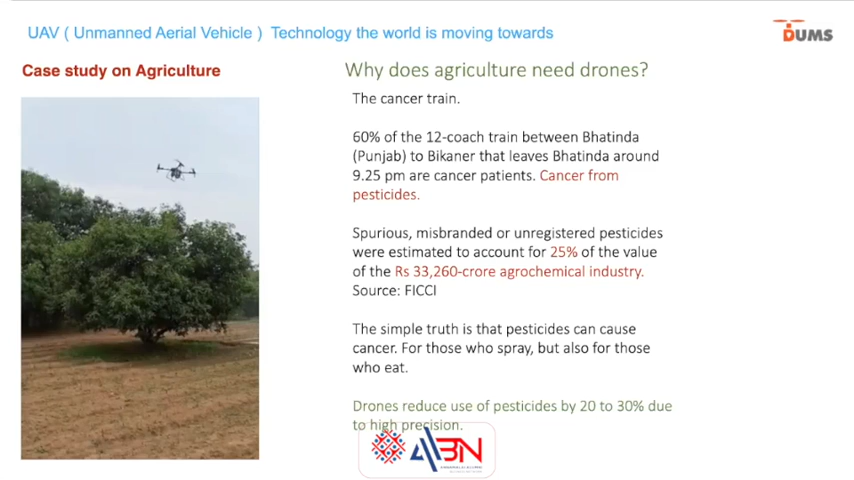 UAV ( Unmanned Aerial Vehicle ) Technology the world is moving towards
DUMS
Case study on Agriculture
Why does agriculture need drones?
The cancer train.
60% of the 12-coach train between Bhatinda
(Punjab) to Bikaner that leaves Bhatinda around
9.25 pm are cancer patients. Cancer from
pesticides.
Spurious, misbranded or unregistered pesticides
were estimated to account for 25% of the value
of the Rs 33,260-crore agrochemical industry.
Source: FICCI
The simple truth is that pesticides can cause
cancer. For those who spray, but also for those
who eat.
Drones reduce use of pesticides by 20 to 30% due
to high precision.
ABN